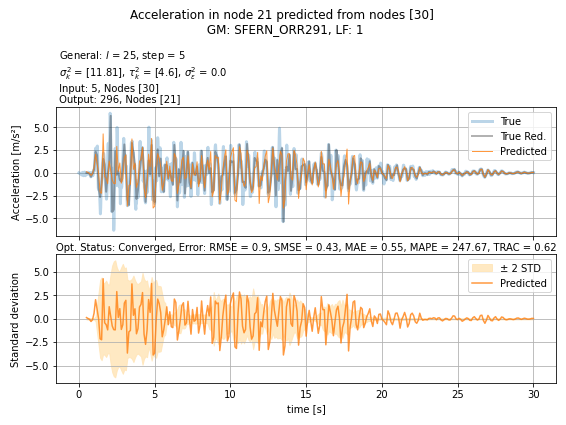 Acceleration in node 21 predicted from nodes [30]
GM: SFERN_ORR291, LF: 1
General: l = 25, step = 5
σ²_k = [11.81], τ²_k = [4.6], σ²_ε = 0.0
Input: 5, Nodes [30]
Output: 296, Nodes [21]
True
True Red.
Predicted
Acceleration [m/s²]
5.0
2.5
0.0
−2.5
−5.0
Opt. Status: Converged, Error: RMSE = 0.9, SMSE = 0.43, MAE = 0.55, MAPE = 247.67, TRAC = 0.62
± 2 STD
Predicted
Standard deviation
5.0
2.5
0.0
−2.5
−5.0
0 5 10 15 20 25 30
time [s]